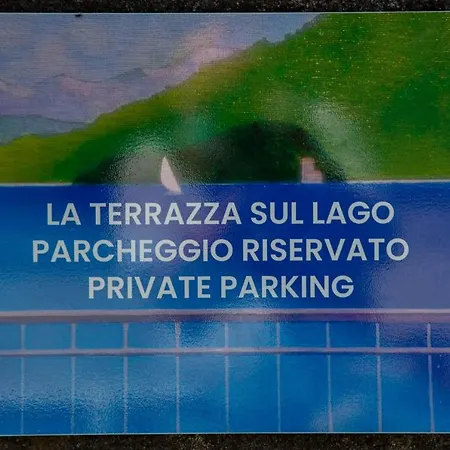 LA TERRAZZA SUL LAGO
PARCHEGGIO RISERVATO
PRIVATE PARKING